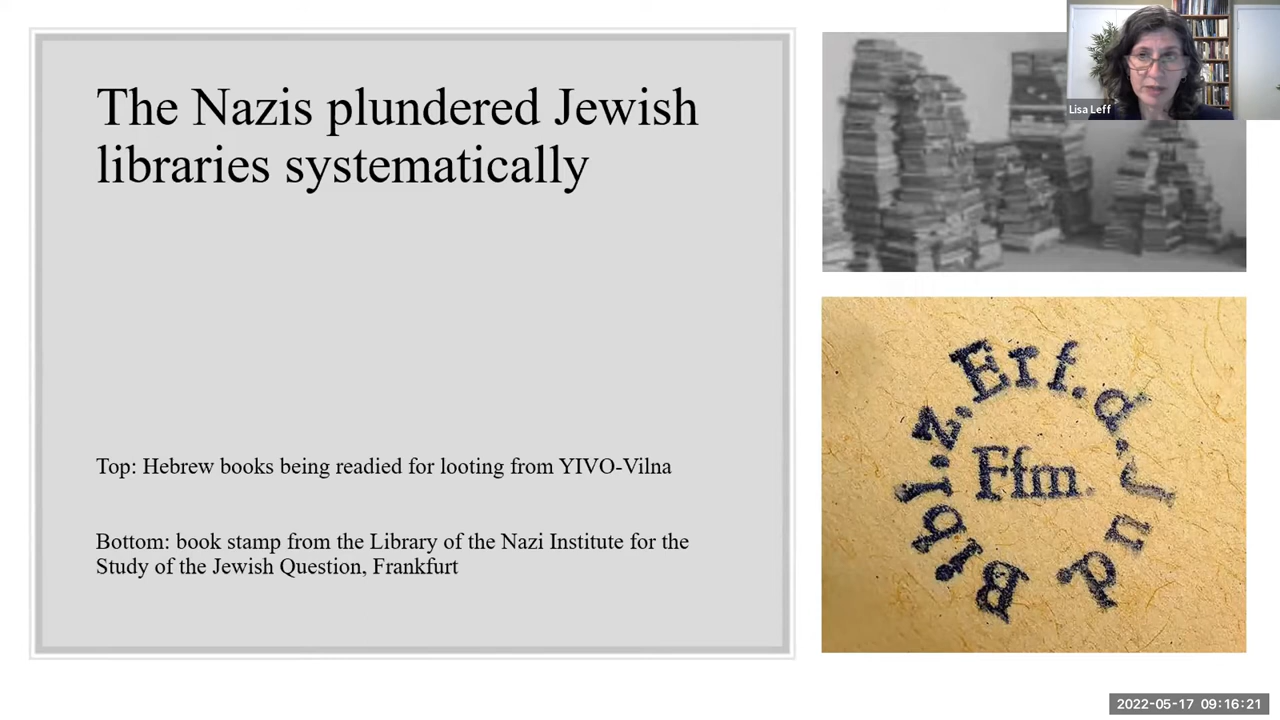 The Nazis plundered Jewish
libraries systematically
Top: Hebrew books being readied for looting from YIVO-Vilna
Bottom: book stamp from the Library of the Nazi Institute for the
Study of the Jewish Question, Frankfurt
Lisa Leff
Bibl. z. Erf. d. Jud
Ffm.
2022-05-17 09:16:21